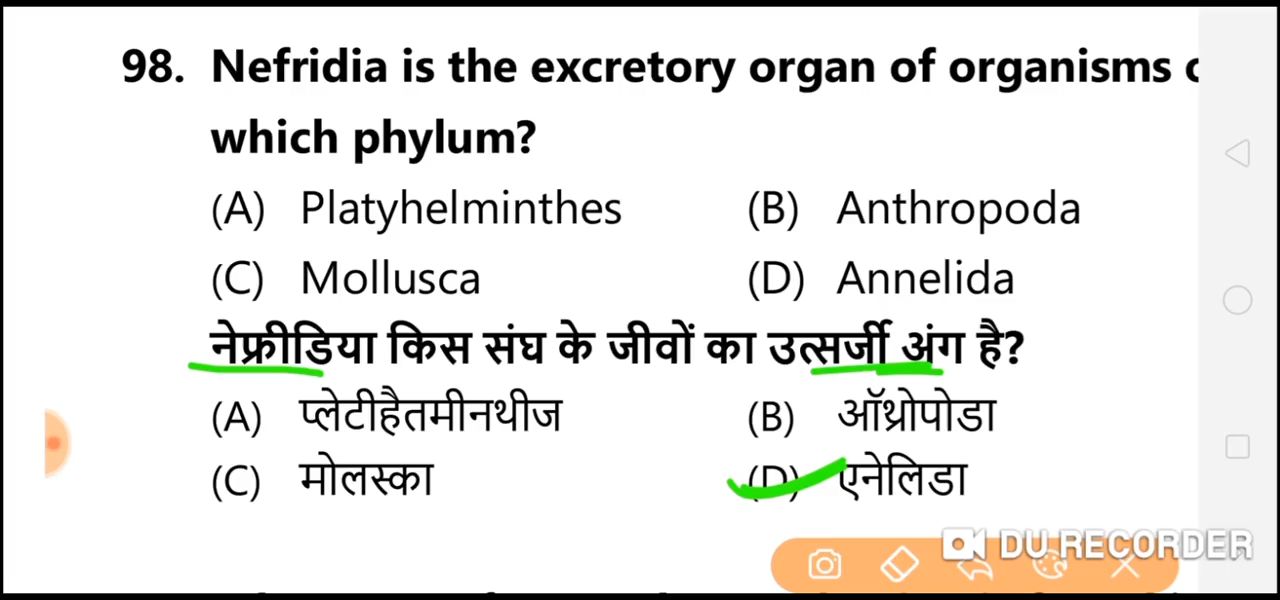 98. Nefridia is the excretory organ of organisms
which phylum?
(A) Platyhelminthes (B) Anthropoda
(C) Mollusca (D) Annelida
नेफ्रीडिया किस संघ के जीवों का उत्सर्जी अंग है?
(A) प्लेटीहैतमीनथीज (B) ऑथ्रोपोडा
(C) मोलस्का (D) एनेलिडा
DU RECORDER